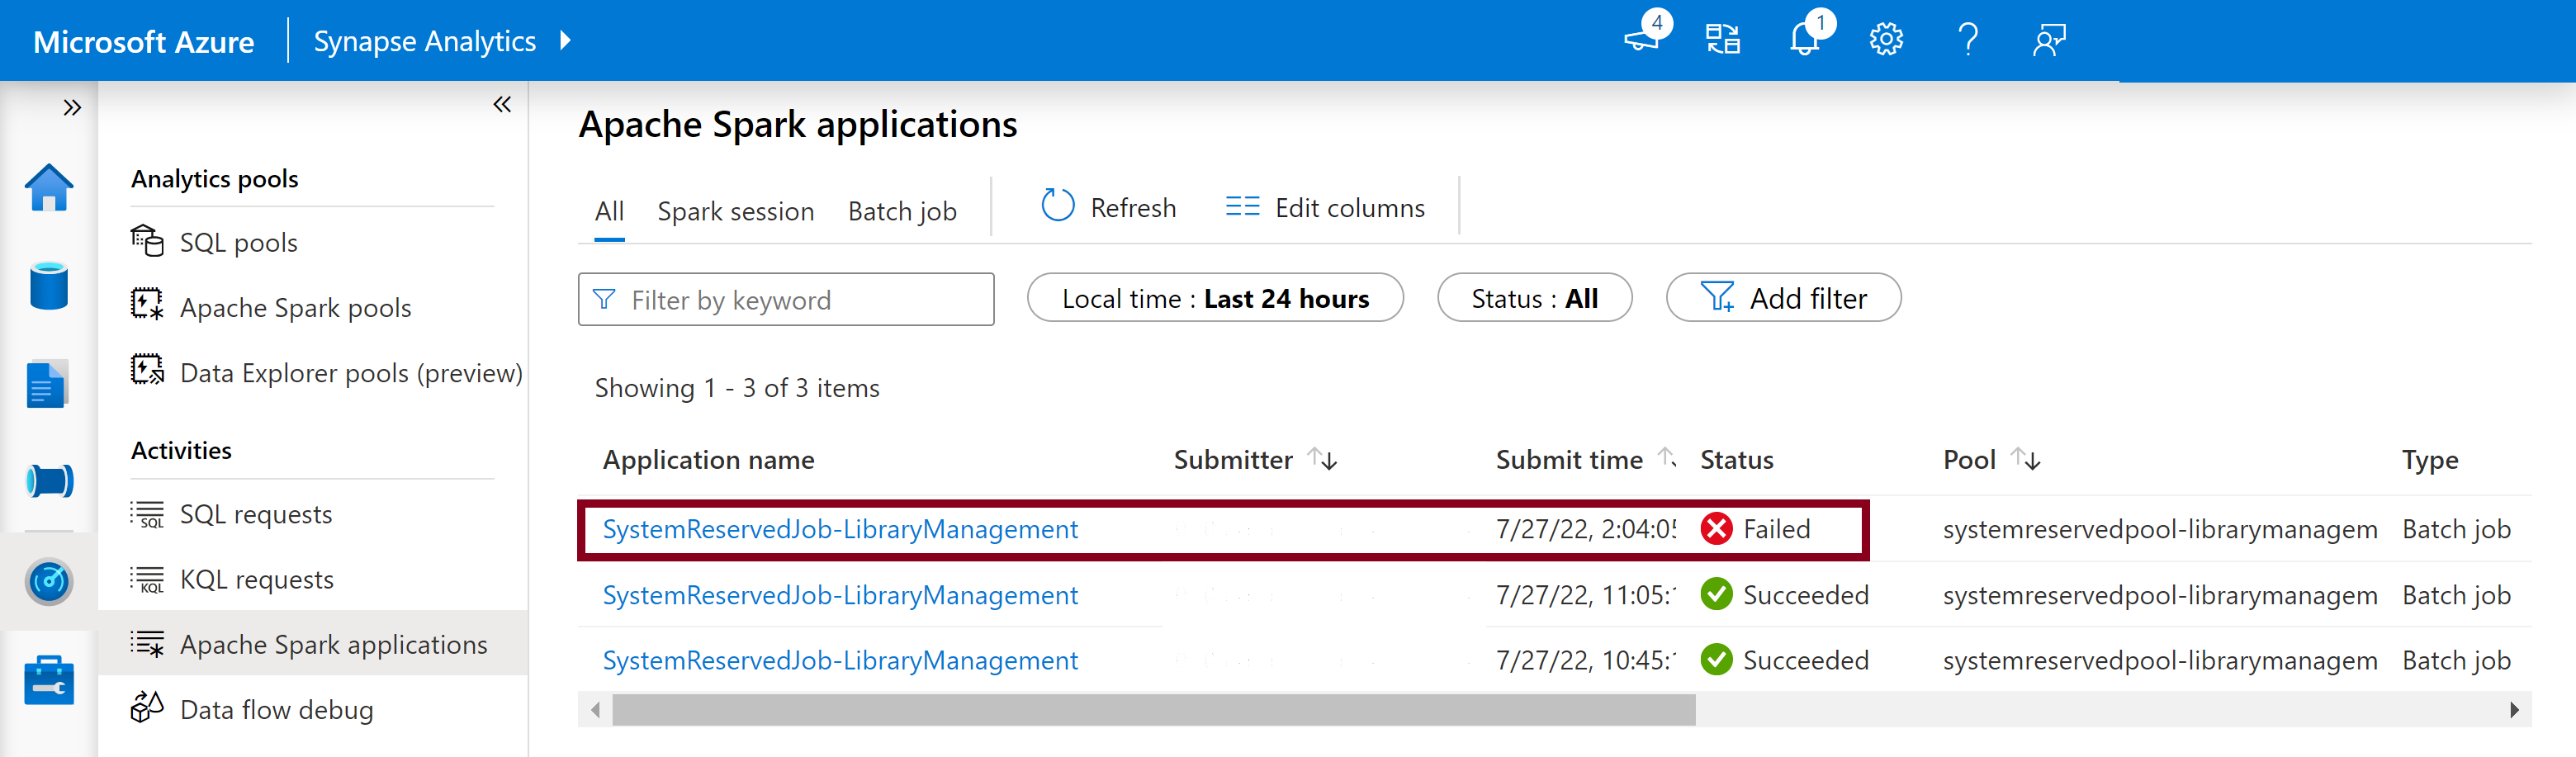 Microsoft Azure Synapse Analytics 4 1
Apache Spark applications
Analytics pools
SQL pools
Apache Spark pools
Data Explorer pools (preview)
Activities
SQL requests
KQL requests
Apache Spark applications
Data flow debug
All Spark session Batch job Refresh Edit columns
Filter by keyword Local time : Last 24 hours Status : All Add filter
Showing 1 - 3 of 3 items
Application name Submitter Submit time Status Pool Type
SystemReservedJob-LibraryManagement 7/27/22, 2:04:05 Failed systemreservedpool-librarymanagem Batch job
SystemReservedJob-LibraryManagement 7/27/22, 11:05: Succeeded systemreservedpool-librarymanagem Batch job
SystemReservedJob-LibraryManagement 7/27/22, 10:45: Succeeded systemreservedpool-librarymanagem Batch job